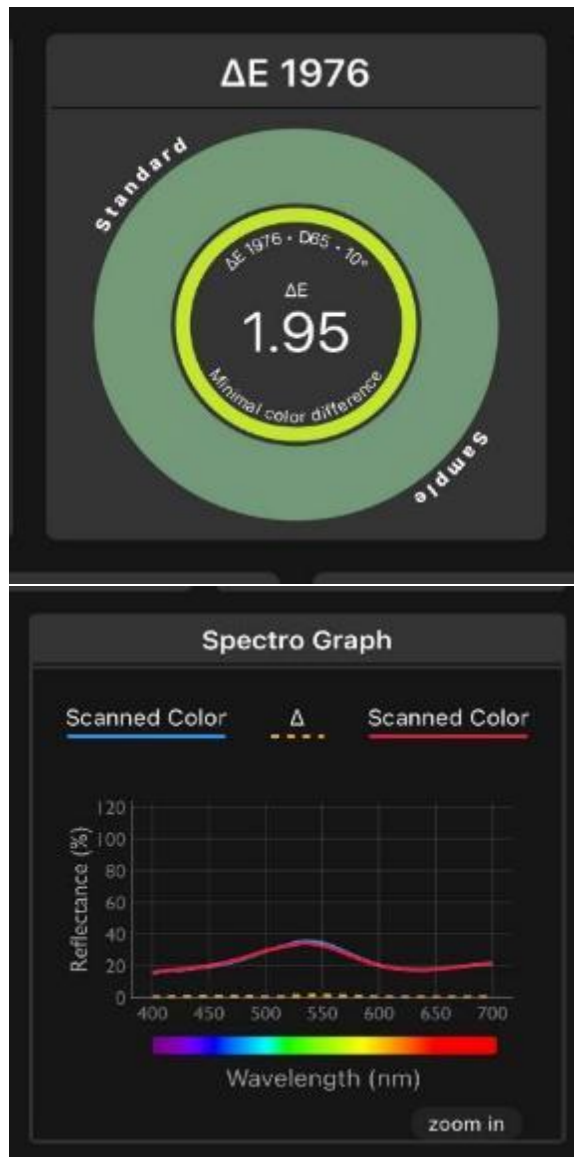 ΔE 1976
Standard
ΔE 1976 • D65 • 10°
ΔE
1.95
Minimal color difference
Sample
Spectro Graph
Scanned Color Δ Scanned Color
Reflectance (%)
120
100
80
60
40
20
0
400 450 500 550 600 650 700
Wavelength (nm)
zoom in